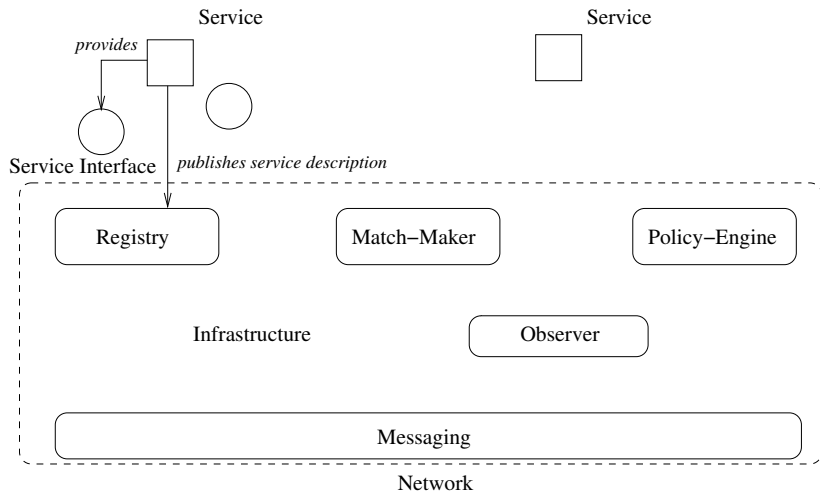 Service
Service
provides
Service Interface
publishes service description
Registry
Match−Maker
Policy−Engine
Infrastructure
Observer
Messaging
Network